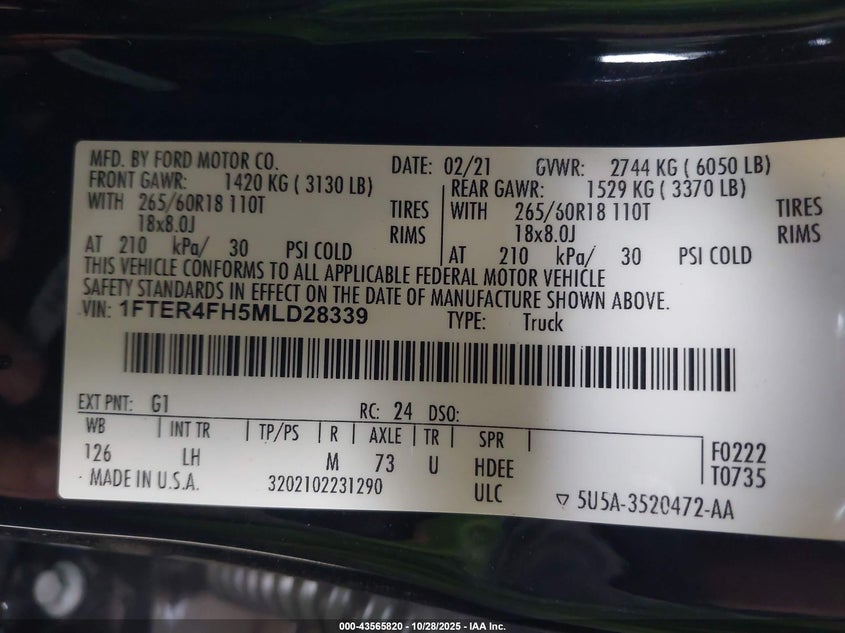 MFD. BY FORD MOTOR CO. DATE: 02/21 GVWR: 2744 KG ( 6050 LB)
FRONT GAWR: 1420 KG ( 3130 LB) REAR GAWR: 1529 KG ( 3370 LB)
WITH 265/60R18 110T TIRES WITH 265/60R18 110T TIRES
18x8.0J RIMS 18x8.0J RIMS
AT 210 kPa/ 30 PSI COLD AT 210 kPa/ 30 PSI COLD
THIS VEHICLE CONFORMS TO ALL APPLICABLE FEDERAL MOTOR VEHICLE
SAFETY STANDARDS IN EFFECT ON THE DATE OF MANUFACTURE SHOWN ABOVE.
VIN: 1FTER4FH5MLD28339 TYPE: Truck
EXT PNT: G1 RC: 24 DSO:
WB INT TR TP/PS R AXLE TR SPR F0222
126 LH M 73 U HDEE T0735
MADE IN U.S.A. 3202102231290 ULC ▽ 5U5A-3520472-AA
000-43565820 - 10/28/2025 - IAA Inc.